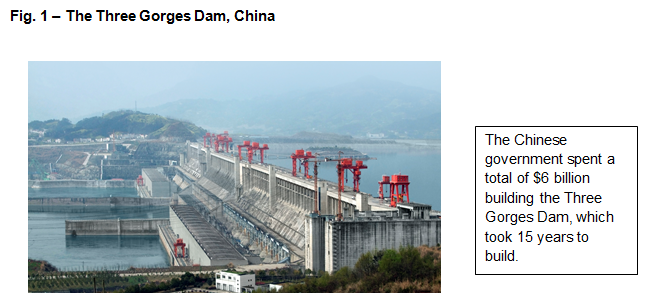 Fig. 1 – The Three Gorges Dam, China
The Chinese
government spent a
total of $6 billion
building the Three
Gorges Dam, which
took 15 years to
build.